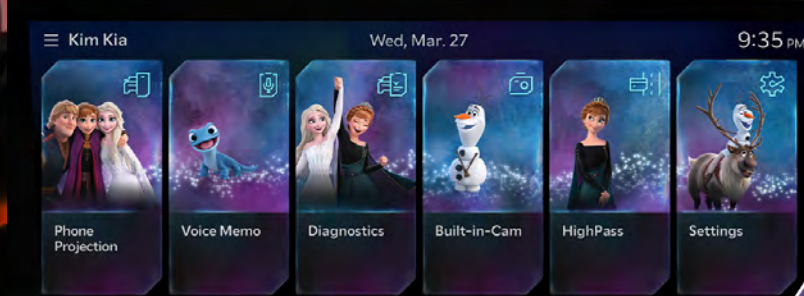 Kim Kia
Wed, Mar. 27
9:35 PM
Phone
Projection
Voice Memo
Diagnostics
Built-in-Cam
HighPass
Settings